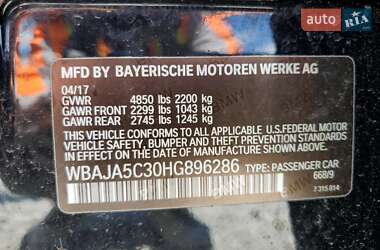 auto RIA
MFD BY BAYERISCHE MOTOREN WERKE AG
04/17
GVWR 4850 lbs 2200 kg
GAWR FRONT 2299 lbs 1043 kg
GAWR REAR 2745 lbs 1245 kg
THIS VEHICLE CONFORMS TO ALL APPLICABLE U.S. FEDERAL MOTOR
VEHICLE SAFETY, BUMPER AND THEFT PREVENTION STANDARDS
IN EFFECT ON THE DATE OF MANUFACTURE SHOWN ABOVE.
WBAJA5C30HG896286 TYPE: PASSENGER CAR
668/9
7 315 014